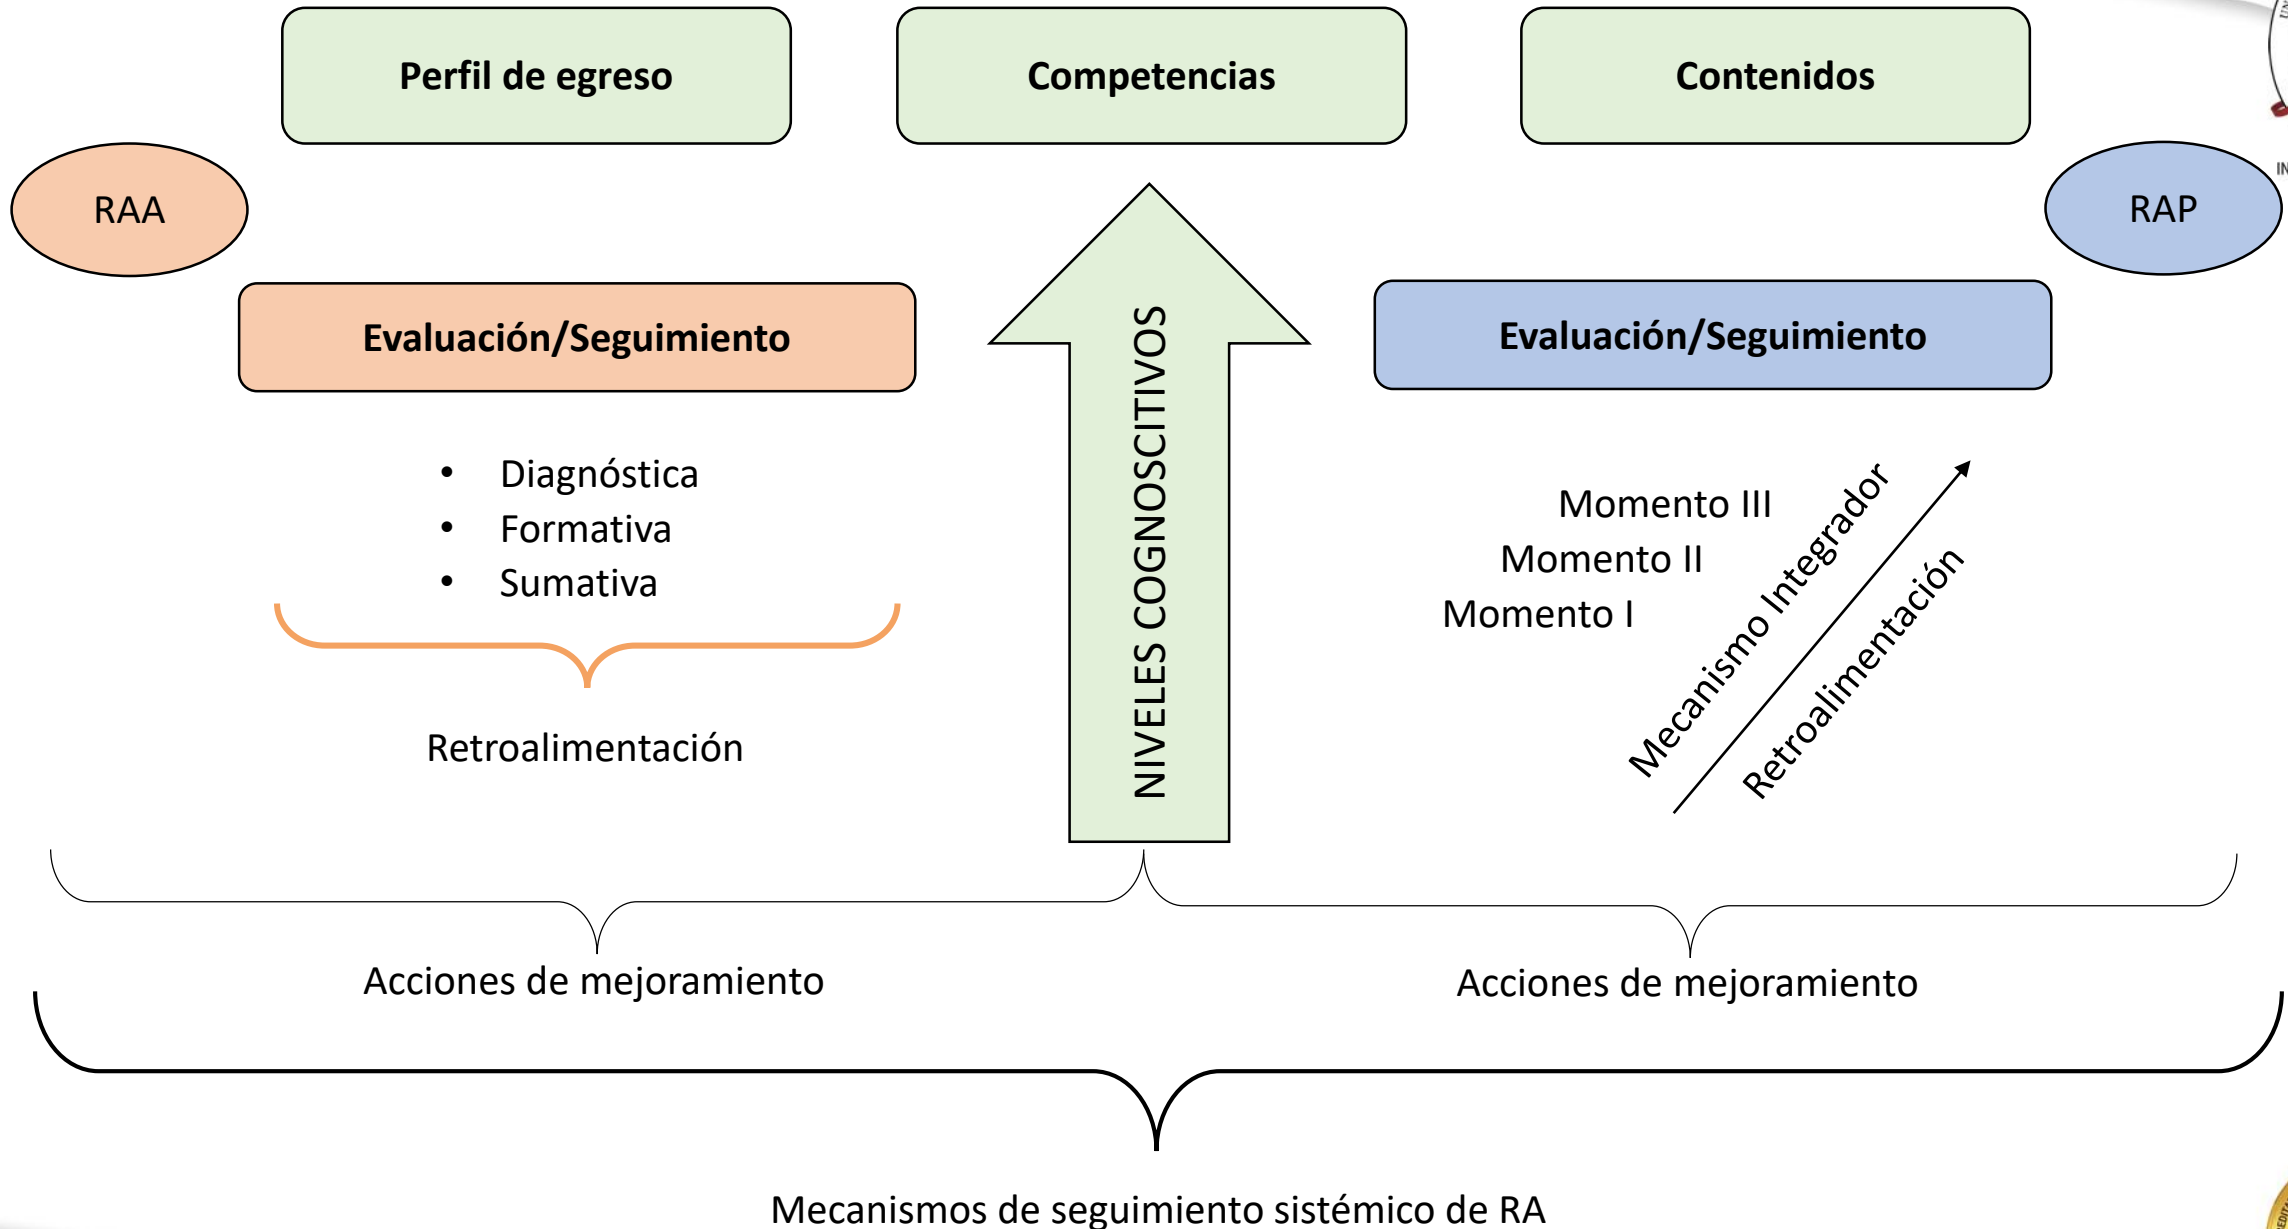 Perfil de egreso
Competencias
Contenidos
RAA
RAP
Evaluación/Seguimiento
Evaluación/Seguimiento
NIVELES COGNOSCITIVOS
• Diagnóstica
• Formativa
• Sumativa
Retroalimentación
Momento III
Momento II
Momento I
Mecanismo Integrador
Retroalimentación
Acciones de mejoramiento
Acciones de mejoramiento
Mecanismos de seguimiento sistémico de RA